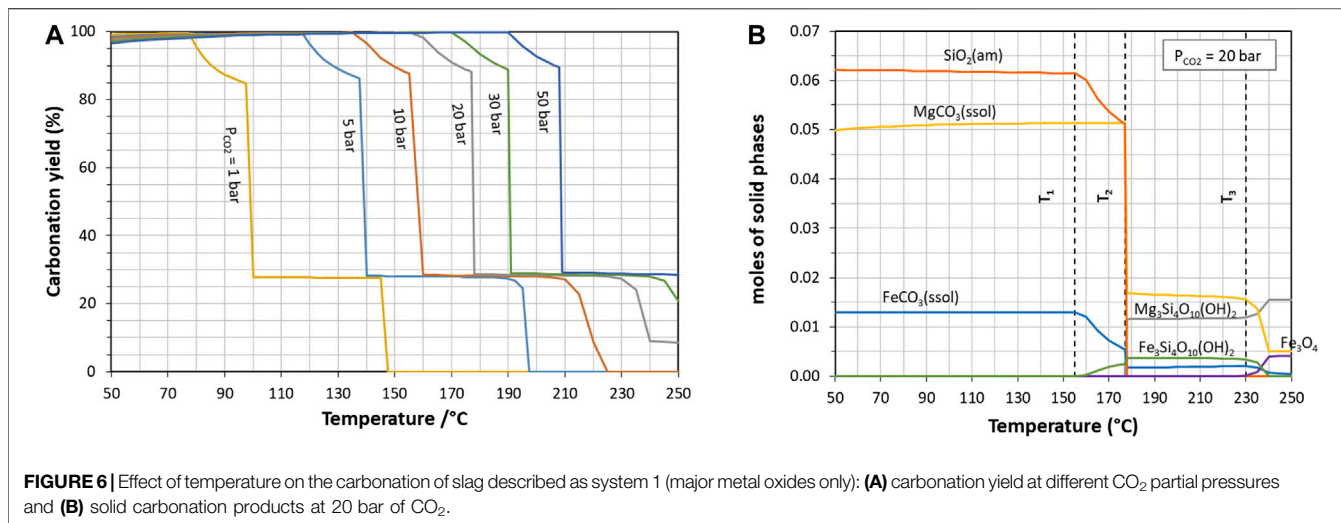 A
100
80
60
40
20
0
Carbonation yield (%)
P_CO2 = 1 bar
5 bar
10 bar
20 bar
30 bar
50 bar
50 70 90 110 130 150 170 190 210 230 250
Temperature /°C
B
0.07
0.06
0.05
0.04
0.03
0.02
0.01
0.00
moles of solid phases
P_CO2 = 20 bar
SiO₂(am)
MgCO₃(ssol)
T₁
T₂
T₃
FeCO₃(ssol)
Mg₃Si₄O₁₀(OH)₂
Fe₃Si₄O₁₀(OH)₂
Fe₃O₄
50 70 90 110 130 150 170 190 210 230 250
Temperature (°C)
FIGURE 6 | Effect of temperature on the carbonation of slag described as system 1 (major metal oxides only): (A) carbonation yield at different CO₂ partial pressures
and (B) solid carbonation products at 20 bar of CO₂.